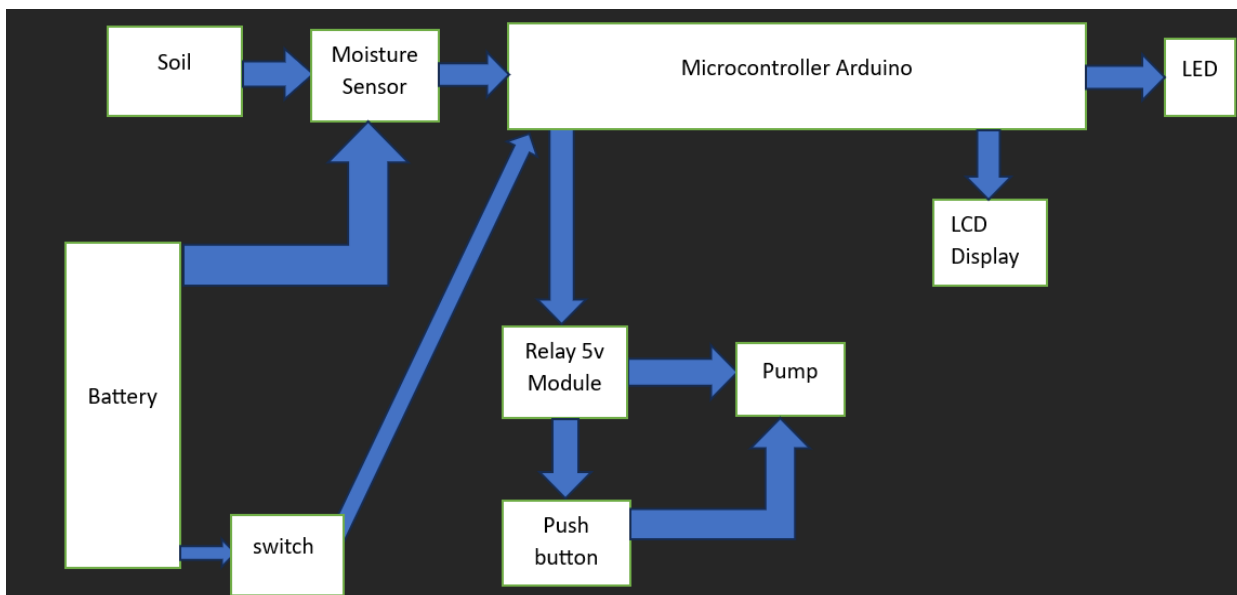 Soil
Moisture
Sensor
Microcontroller Arduino
LED
LCD
Display
Battery
Relay 5v
Module
Pump
switch
Push
button